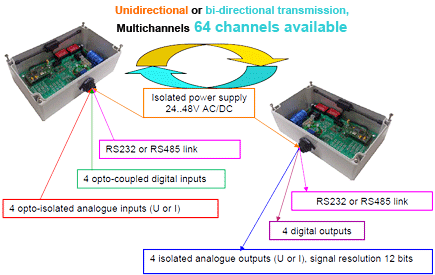 Unidirectional or bi-directional transmission,
Multichannels 64 channels available
Isolated power supply
24..48V AC/DC
RS232 or RS485 link
4 opto-coupled digital inputs
4 opto-isolated analogue inputs (U or I)
RS232 or RS485 link
4 digital outputs
4 isolated analogue outputs (U or I). signal resolution 12 bits